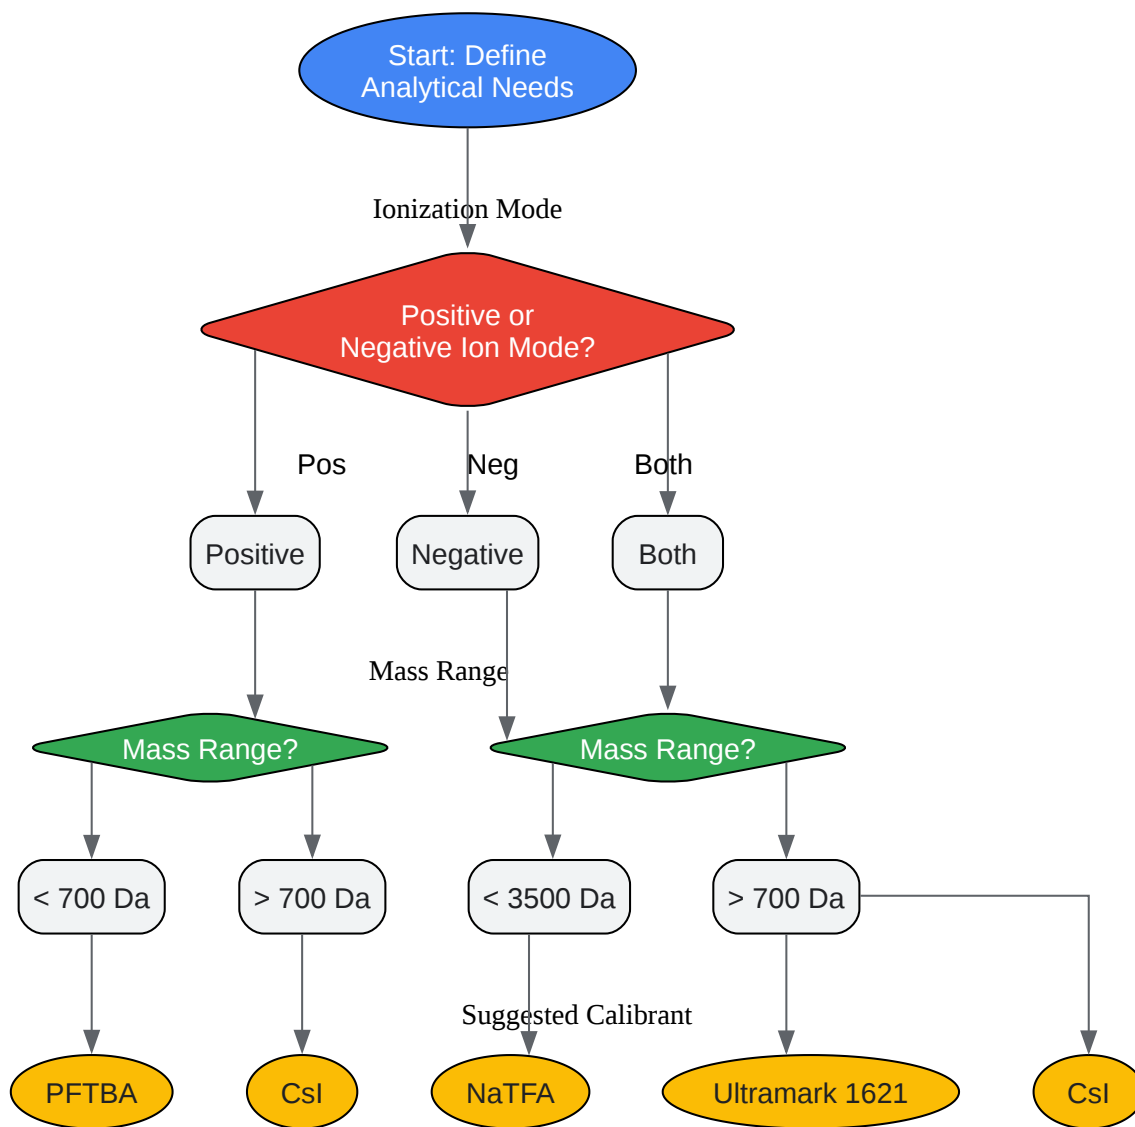 Start: Define
Analytical Needs
Ionization Mode
Positive or
Negative Ion Mode?
Pos
Neg
Both
Positive
Negative
Both
Mass Range
Mass Range?
Mass Range?
< 700 Da
> 700 Da
< 3500 Da
> 700 Da
Suggested Calibrant
PFTBA
CsI
NaTFA
Ultramark 1621
CsI